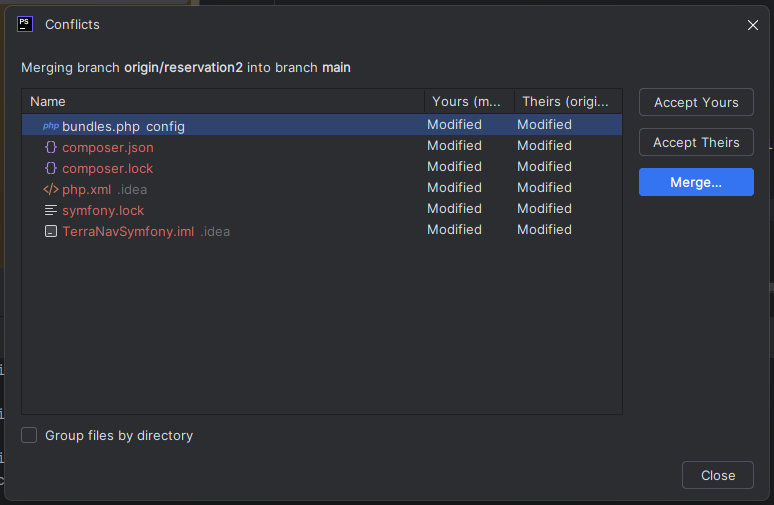 PS
Conflicts
Merging branch origin/reservation2 into branch main
Name Yours (m... Theirs (origi...
php bundles.php config Modified Modified
{} composer.json Modified Modified
{} composer.lock Modified Modified
</> php.xml .idea Modified Modified
symfony.lock Modified Modified
TerraNavSymfony.iml .idea Modified Modified
Accept Yours
Accept Theirs
Merge...
Group files by directory
Close